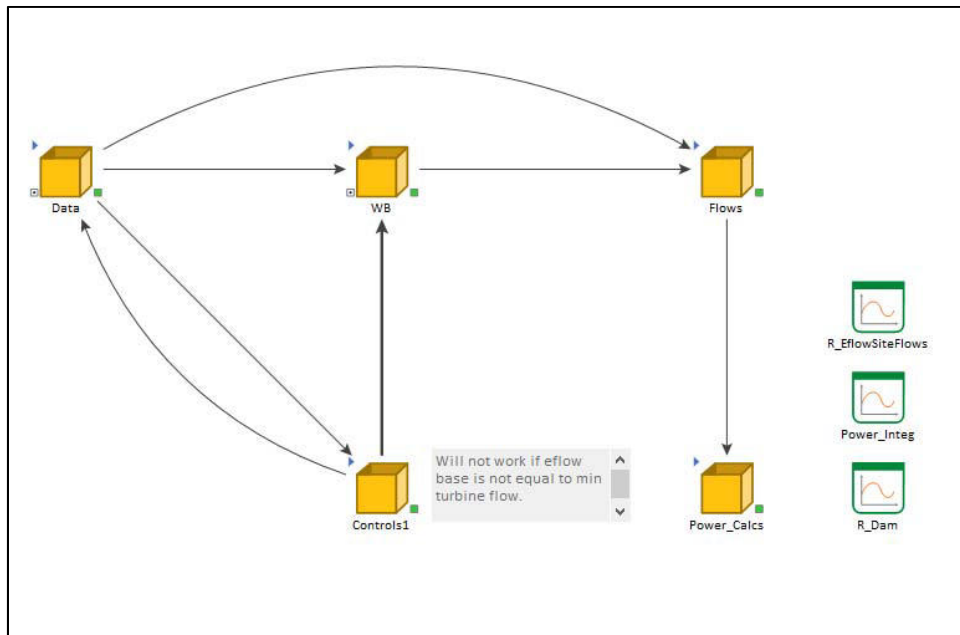 Data
WB
Flows
R_EflowSiteFlows
Power_Integ
Will not work if eflow
base is not equal to min
turbine flow.
Controls1
Power_Calcs
R_Dam